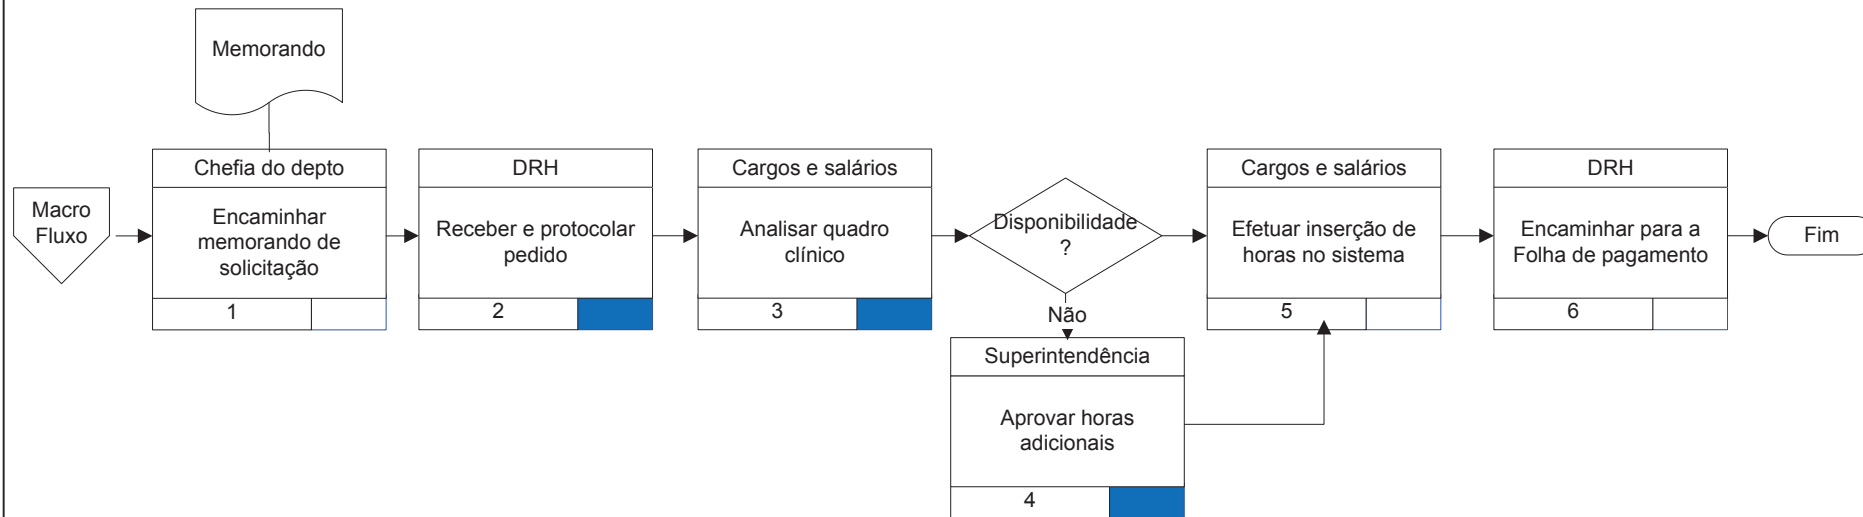 Memorando
Macro
Fluxo
Chefia do depto
Encaminhar
memorando de
solicitação
1
DRH
Receber e protocolar
pedido
2
Cargos e salários
Analisar quadro
clínico
3
Disponibilidade
?
Não
Superintendência
Aprovar horas
adicionais
4
Cargos e salários
Efetuar inserção de
horas no sistema
5
DRH
Encaminhar para a
Folha de pagamento
6
Fim